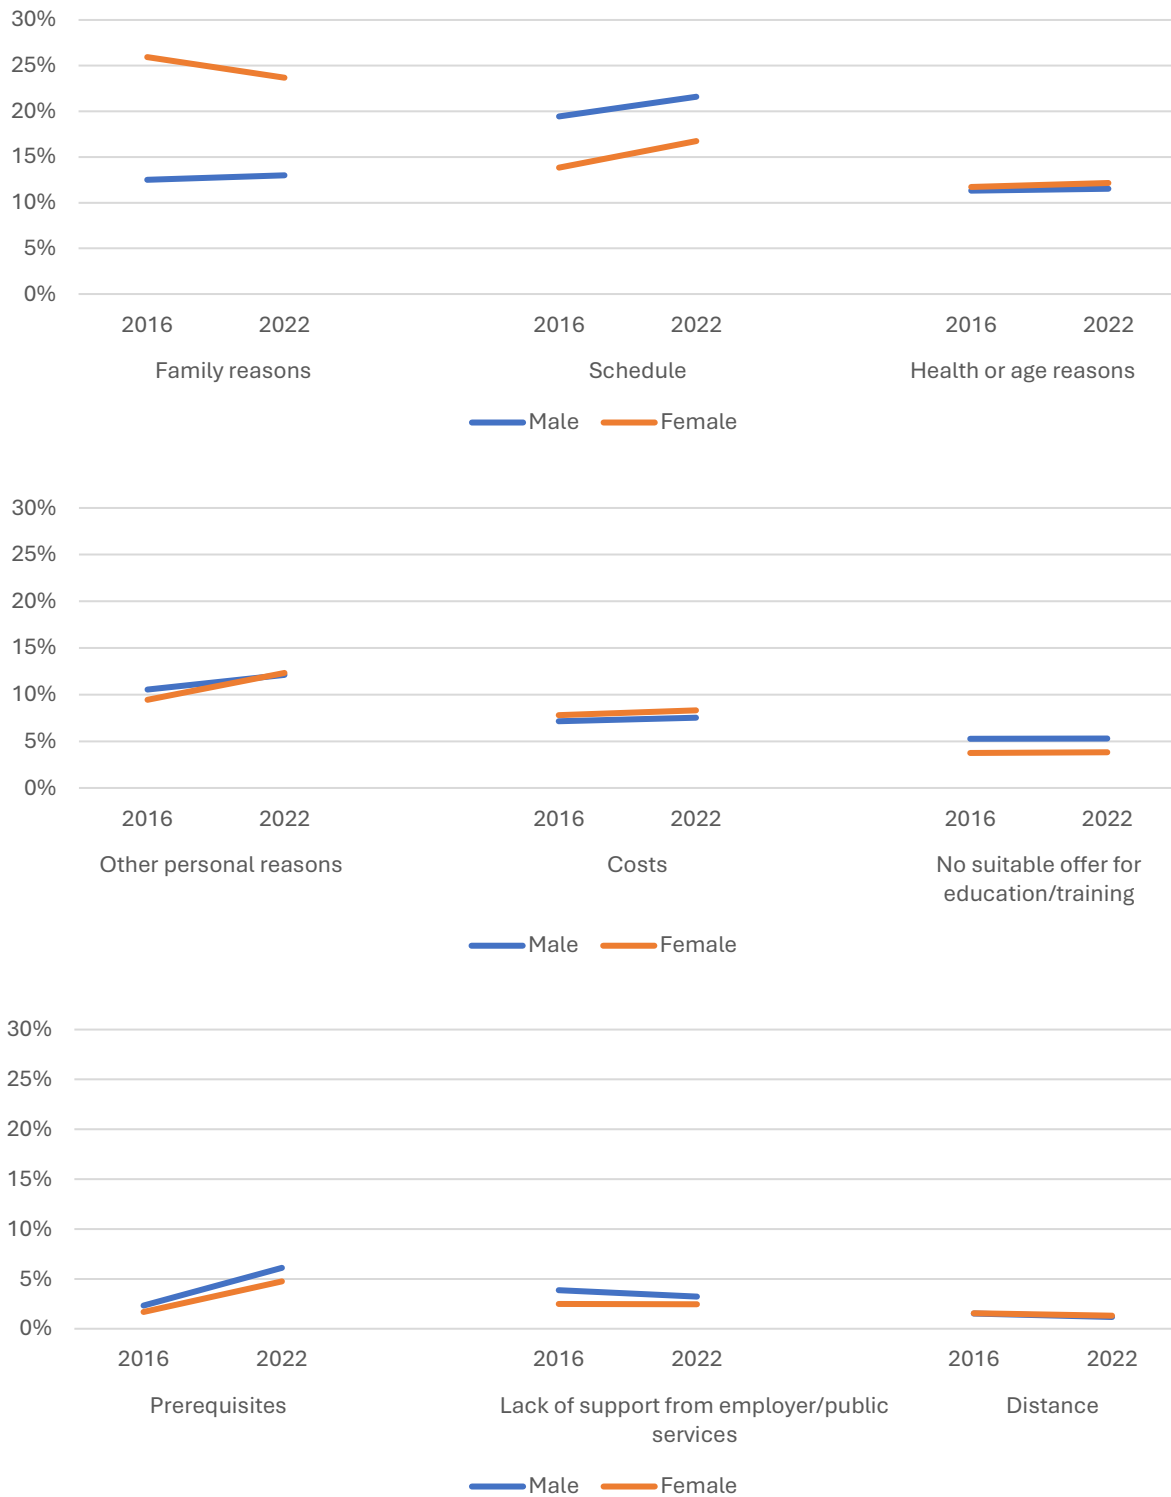 30%
25%
20%
15%
10%
5%
0%
2016 2022 2016 2022 2016 2022
Family reasons Schedule Health or age reasons
Male Female
30%
25%
20%
15%
10%
5%
0%
2016 2022 2016 2022 2016 2022
Other personal reasons Costs No suitable offer for
education/training
Male Female
30%
25%
20%
15%
10%
5%
0%
2016 2022 2016 2022 2016 2022
Prerequisites Lack of support from employer/public Distance
services
Male Female